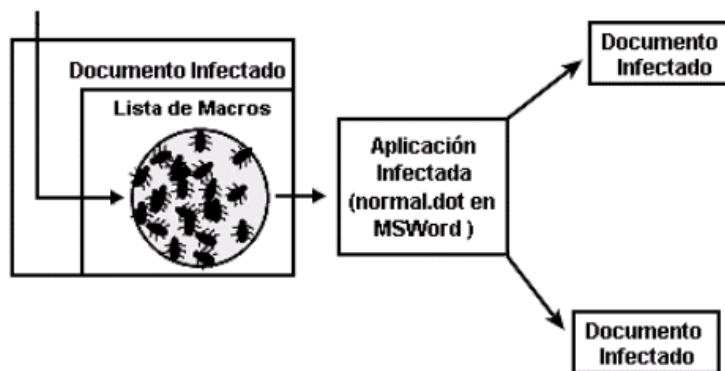 Documento Infectado
Lista de Macros
Aplicación
Infectada
(normal.dot en
MSWord )
Documento
Infectado
Documento
Infectado